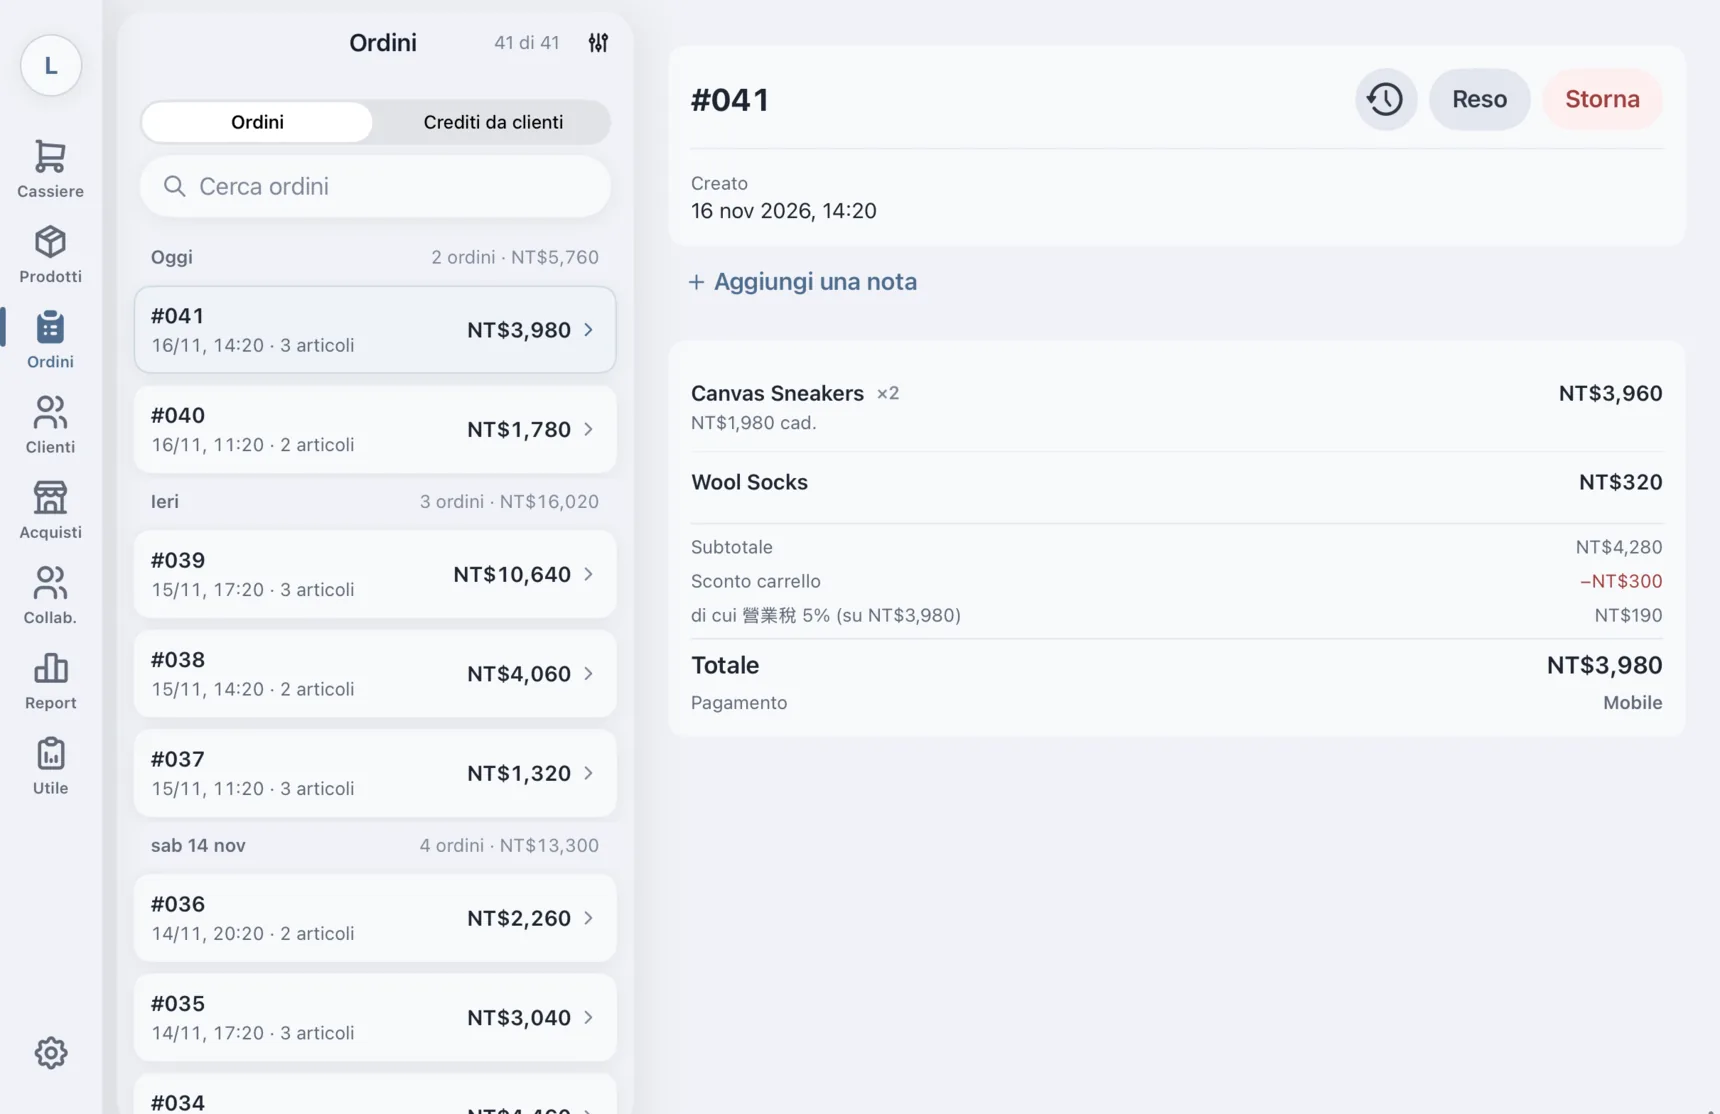 L
Cassiere
Prodotti
Ordini
Clienti
Acquisti
Collab.
Report
Utile
Ordini
41 di 41
Ordini
Crediti da clienti
Cerca ordini
Oggi
2 ordini · NT$5,760
#041
NT$3,980
16/11, 14:20 · 3 articoli
#040
NT$1,780
16/11, 11:20 · 2 articoli
Ieri
3 ordini · NT$16,020
#039
NT$10,640
15/11, 17:20 · 3 articoli
#038
NT$4,060
15/11, 14:20 · 2 articoli
#037
NT$1,320
15/11, 11:20 · 3 articoli
sab 14 nov
4 ordini · NT$13,300
#036
NT$2,260
14/11, 20:20 · 2 articoli
#035
NT$3,040
14/11, 17:20 · 3 articoli
#034
#041
Reso
Storna
Creato
16 nov 2026, 14:20
+ Aggiungi una nota
Canvas Sneakers ×2
NT$3,960
NT$1,980 cad.
Wool Socks
NT$320
Subtotale
NT$4,280
Sconto carrello
−NT$300
di cui 營業稅 5% (su NT$3,980)
NT$190
Totale
NT$3,980
Pagamento
Mobile